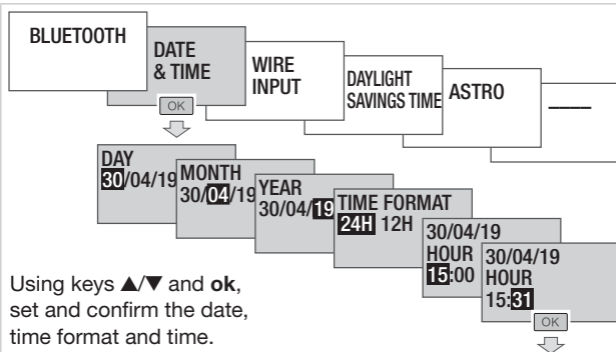 BLUETOOTH
DATE
& TIME
WIRE
INPUT
DAYLIGHT
SAVINGS TIME
ASTRO
OK
DAY
30/04/19
MONTH
30/04/19
YEAR
30/04/19
TIME FORMAT
24H 12H
30/04/19
HOUR
15:00
30/04/19
HOUR
15:31
OK
Using keys ▲/▼ and ok,
set and confirm the date,
time format and time.